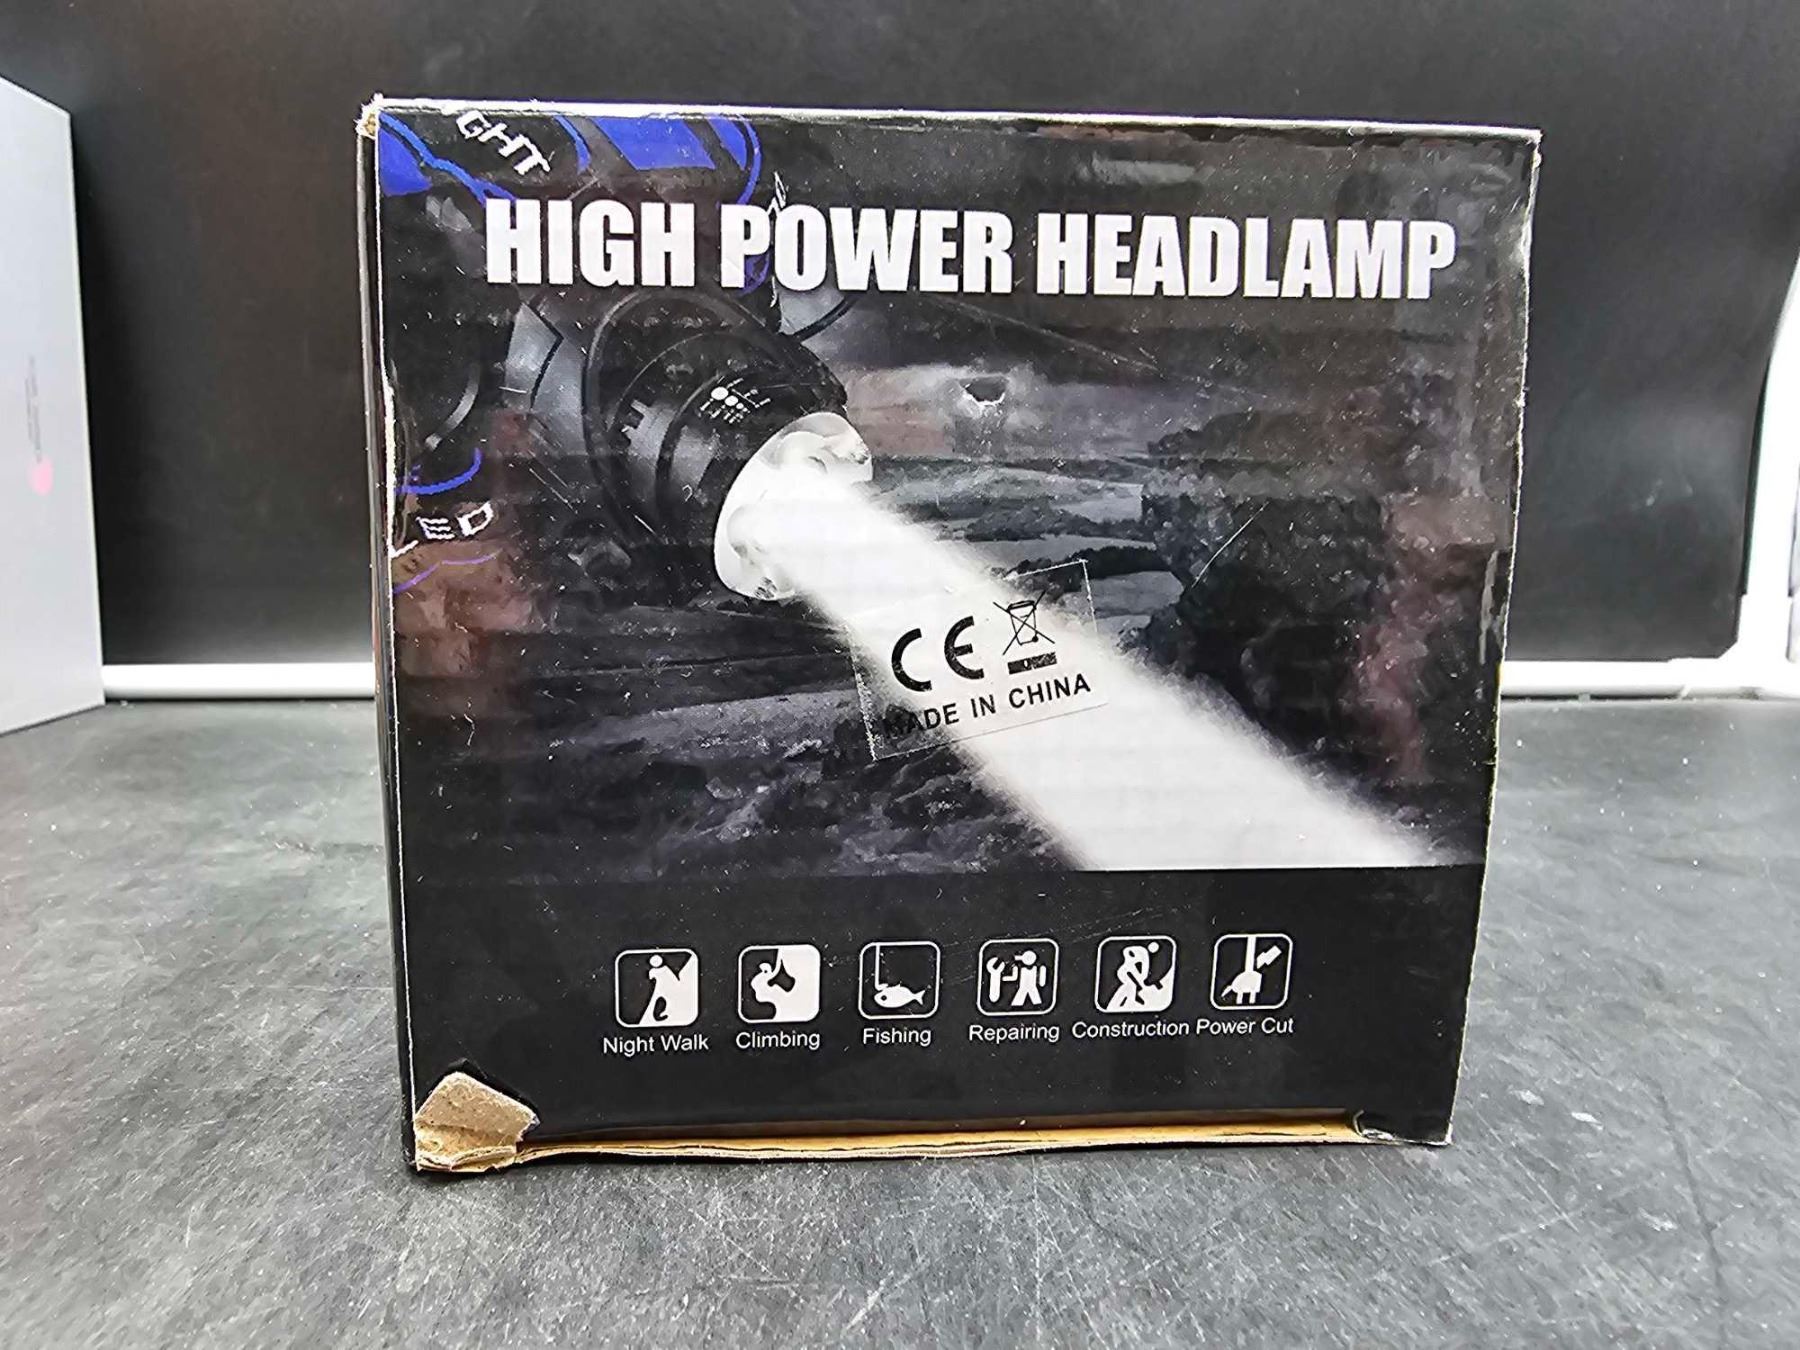 GHT
HIGH POWER HEADLAMP
LED
CE
MADE IN CHINA
Night Walk Climbing Fishing Repairing Construction Power Cut